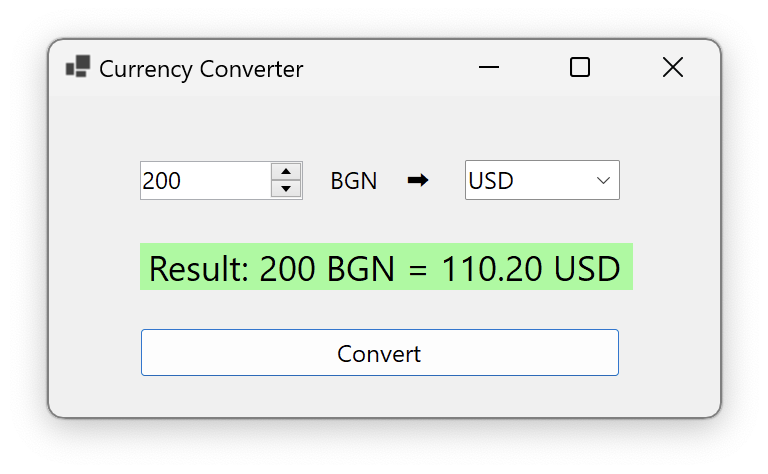 Currency Converter
200 BGN ➡ USD
Result: 200 BGN = 110.20 USD
Convert